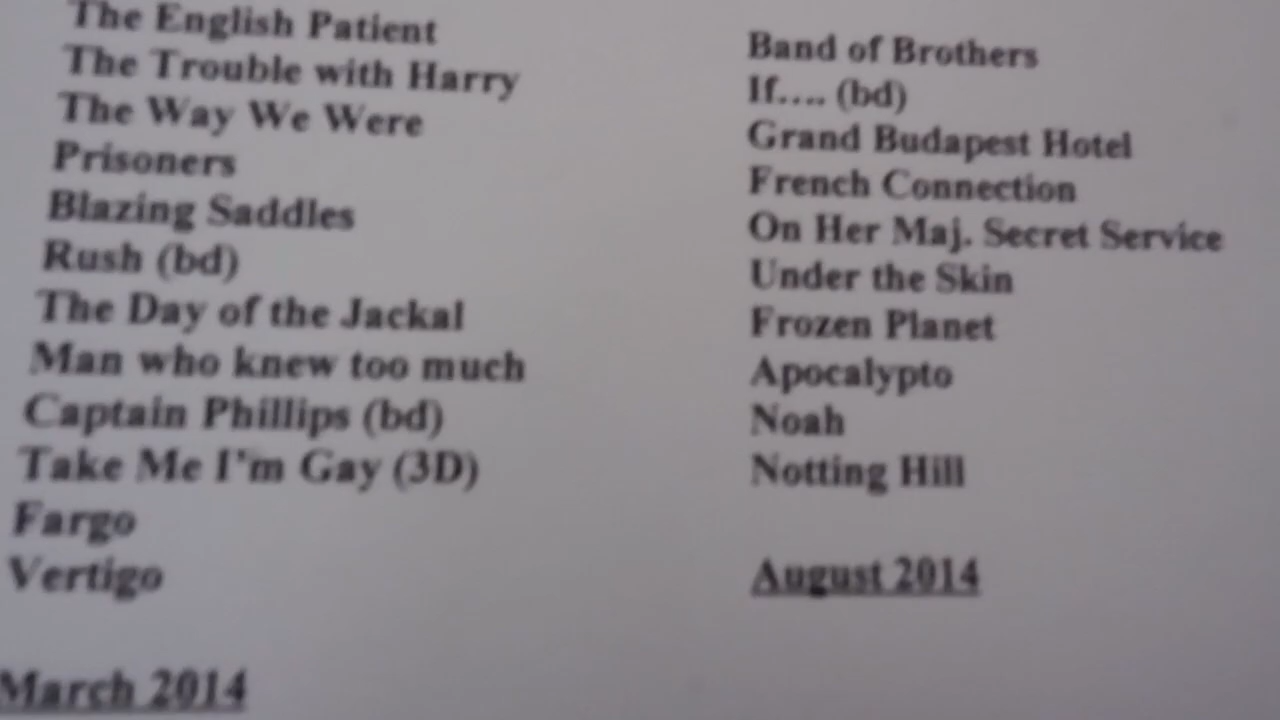 The English Patient
The Trouble with Harry
The Way We Were
Prisoners
Blazing Saddles
Rush (bd)
The Day of the Jackal
Man who knew too much
Captain Phillips (bd)
Take Me I'm Gay (3D)
Fargo
Vertigo
March 2014
Band of Brothers
If.... (bd)
Grand Budapest Hotel
French Connection
On Her Maj. Secret Service
Under the Skin
Frozen Planet
Apocalypto
Noah
Notting Hill
August 2014